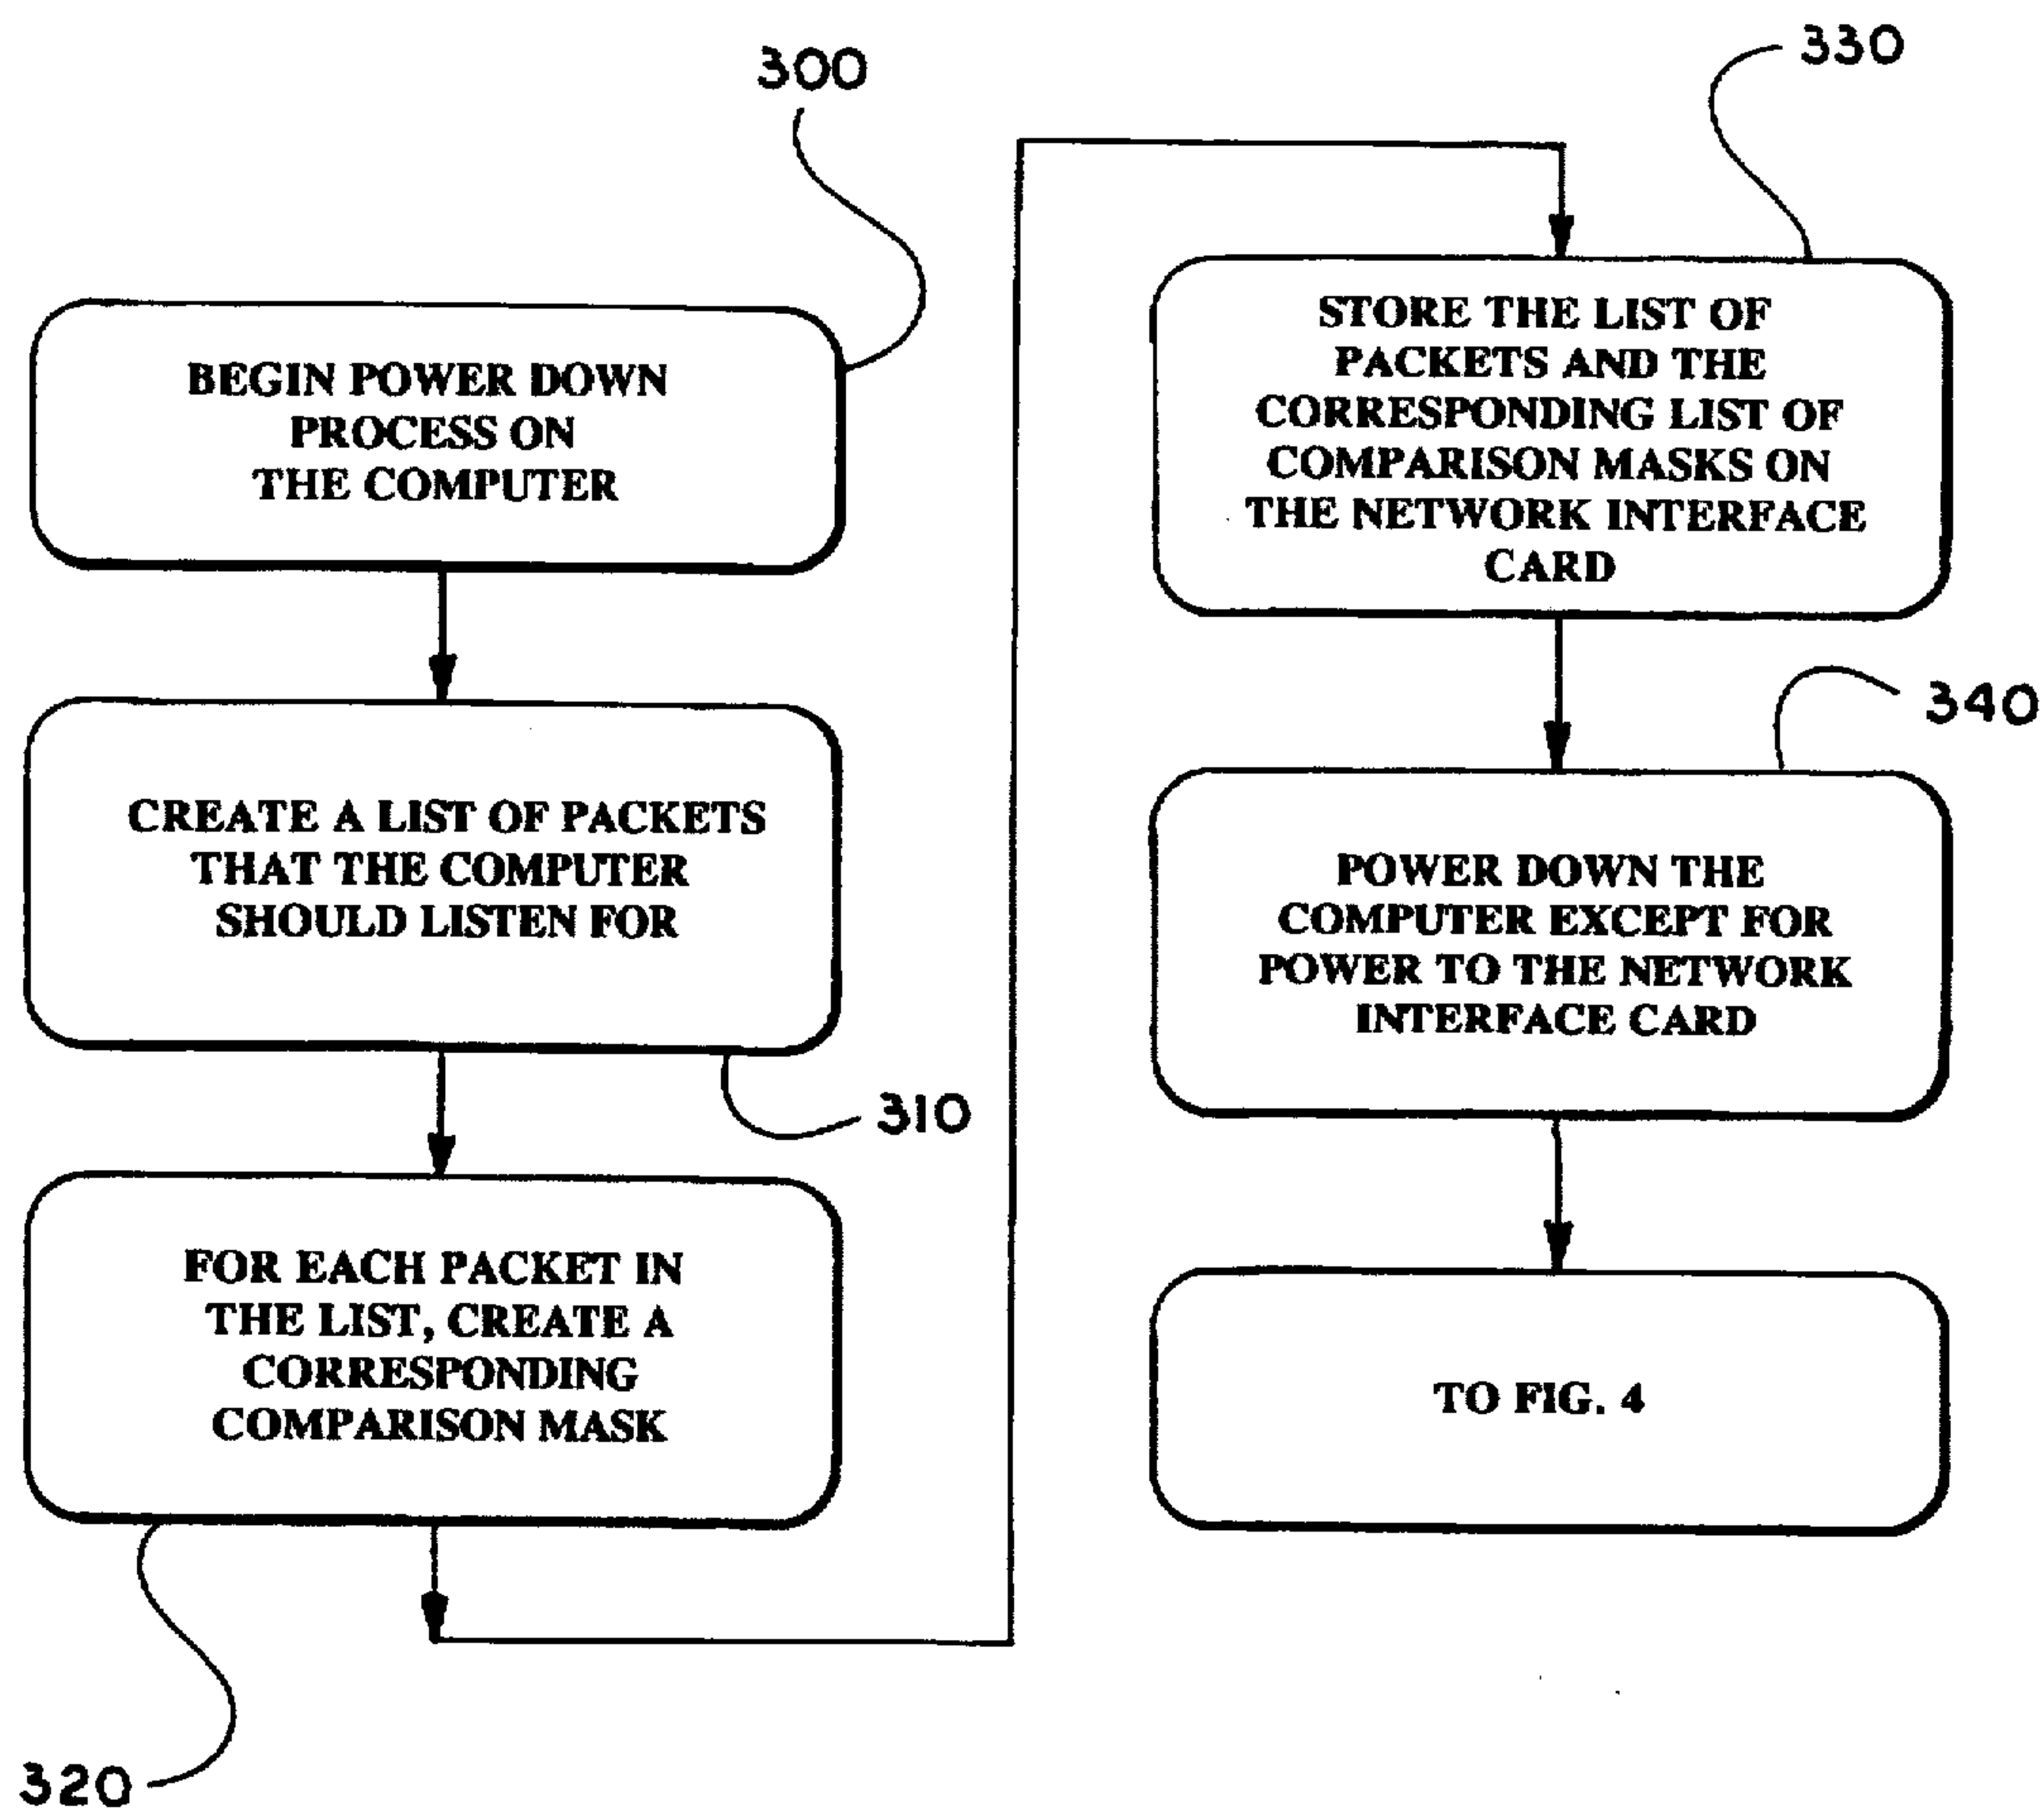 300
BEGIN POWER DOWN
PROCESS ON
THE COMPUTER
CREATE A LIST OF PACKETS
THAT THE COMPUTER
SHOULD LISTEN FOR
310
FOR EACH PACKET IN
THE LIST, CREATE A
CORRESPONDING
COMPARISON MASK
320
330
STORE THE LIST OF
PACKETS AND THE
CORRESPONDING LIST OF
COMPARISON MASKS ON
THE NETWORK INTERFACE
CARD
340
POWER DOWN THE
COMPUTER EXCEPT FOR
POWER TO THE NETWORK
INTERFACE CARD
TO FIG. 4